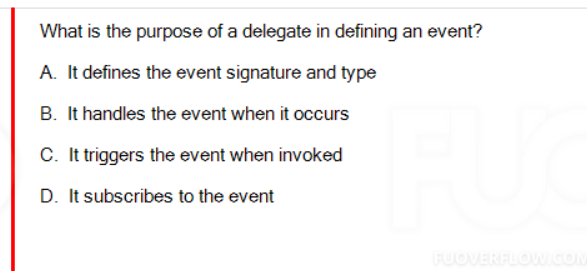 What is the purpose of a delegate in defining an event?
A. It defines the event signature and type
B. It handles the event when it occurs
C. It triggers the event when invoked
D. It subscribes to the event
FUOVERFLOW.COM